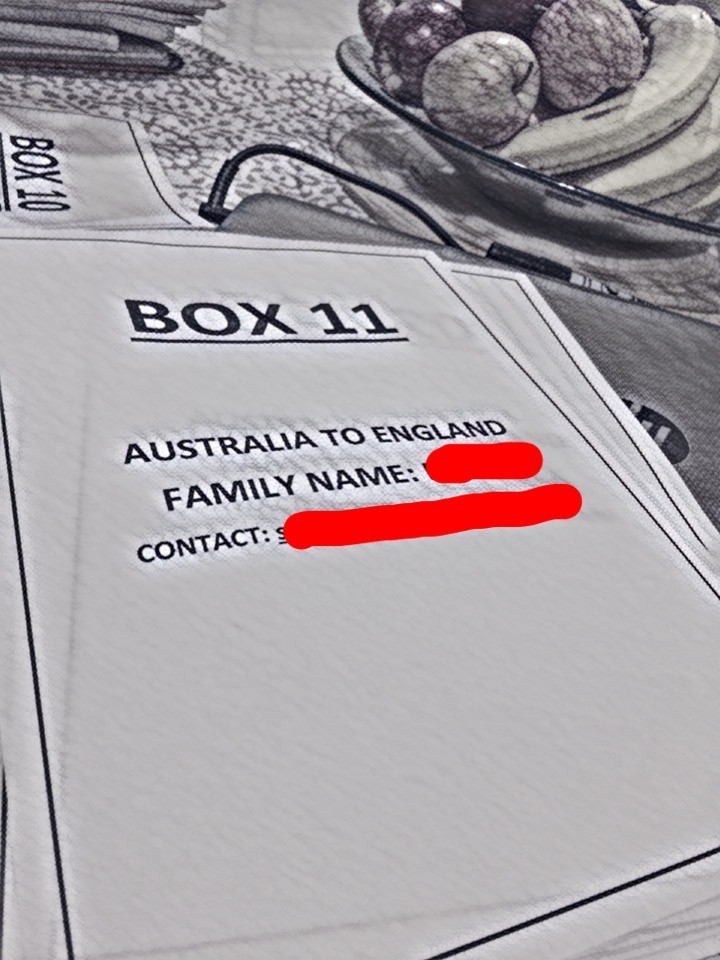 BOX 10
BOX 11
AUSTRALIA TO ENGLAND
FAMILY NAME:
CONTACT: